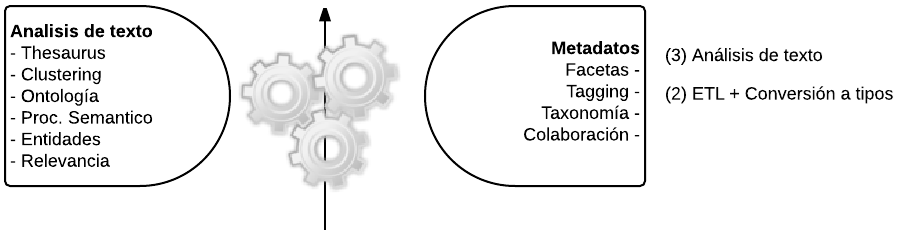 Analisis de texto
- Thesaurus
- Clustering
- Ontología
- Proc. Semantico
- Entidades
- Relevancia
Metadatos
Facetas -
Tagging -
Taxonomía -
Colaboración -
(3) Análisis de texto
(2) ETL + Conversión a tipos